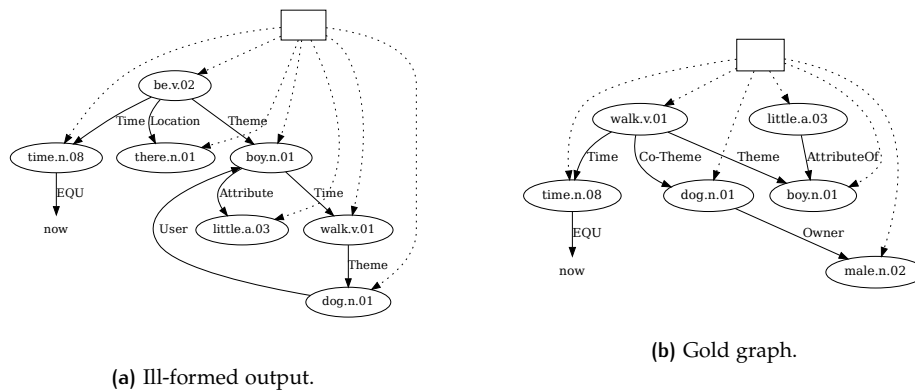 be.v.02
Time Location Theme
time.n.08 there.n.01 boy.n.01
EQU Attribute Time
now User little.a.03 walk.v.01
Theme
dog.n.01
(a) Ill-formed output.
walk.v.01 little.a.03
Time Co-Theme Theme AttributeOf
time.n.08 dog.n.01 boy.n.01
EQU Owner
now male.n.02
(b) Gold graph.